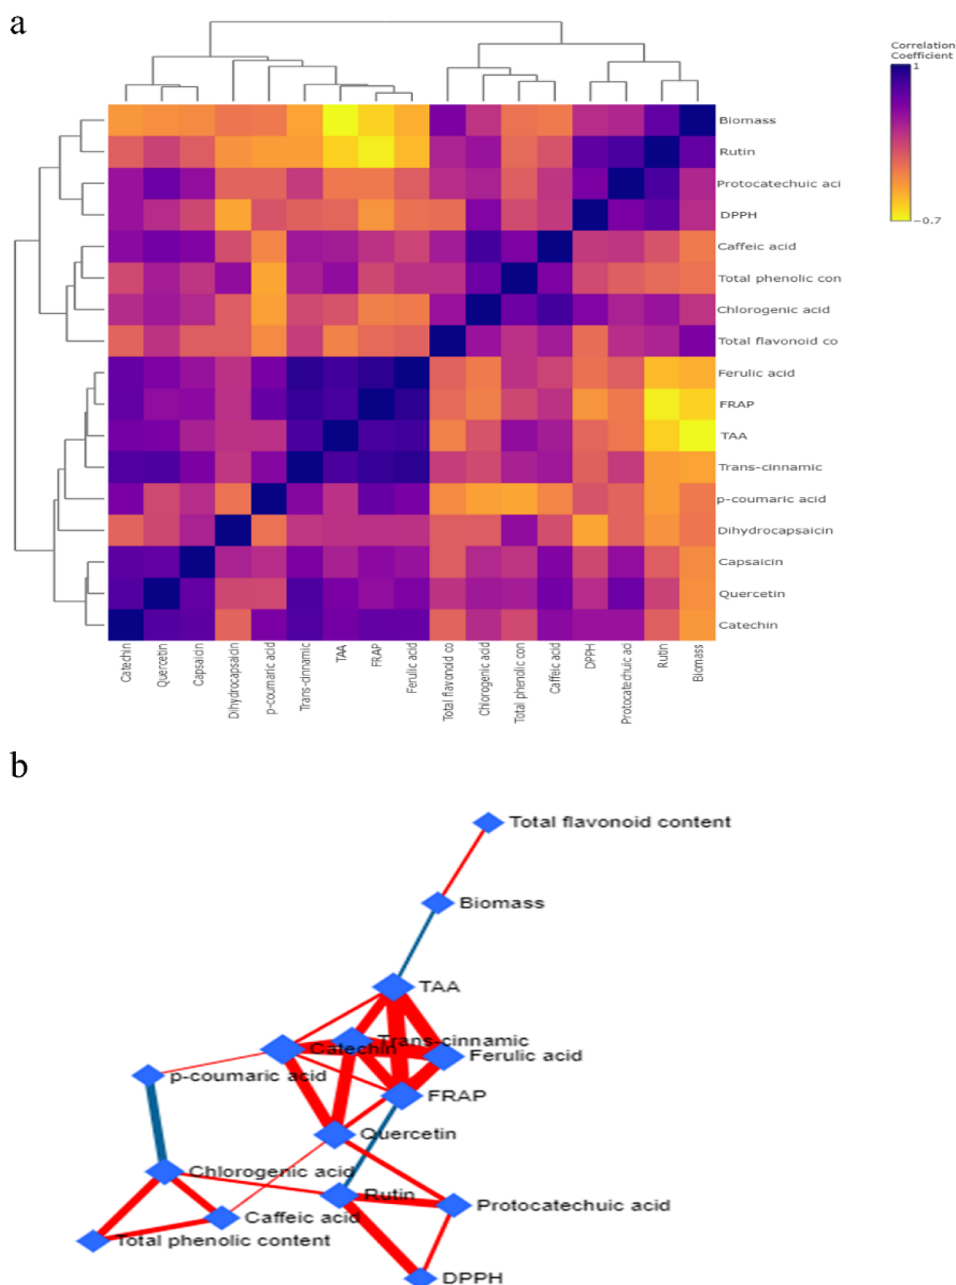 a
Correlation
Coefficient
1
−0.7
Biomass
Rutin
Protocatechuic aci
DPPH
Caffeic acid
Total phenolic con
Chlorogenic acid
Total flavonoid co
Ferulic acid
FRAP
TAA
Trans-cinnamic
p-coumaric acid
Dihydrocapsaicin
Capsaicin
Quercetin
Catechin
Catechin
Quercetin
Capsaicin
Dihydrocapsaicin
p-coumaric acid
Trans-cinnamic
TAA
FRAP
Ferulic acid
Total flavonoid co
Chlorogenic acid
Total phenolic con
Caffeic acid
DPPH
Protocatechuic ad
Rutin
Biomass
b
Total flavonoid content
Biomass
TAA
Trans-cinnamic
Catechin
Ferulic acid
p-coumaric acid
FRAP
Quercetin
Chlorogenic acid
Rutin
Protocatechuic acid
Caffeic acid
Total phenolic content
DPPH